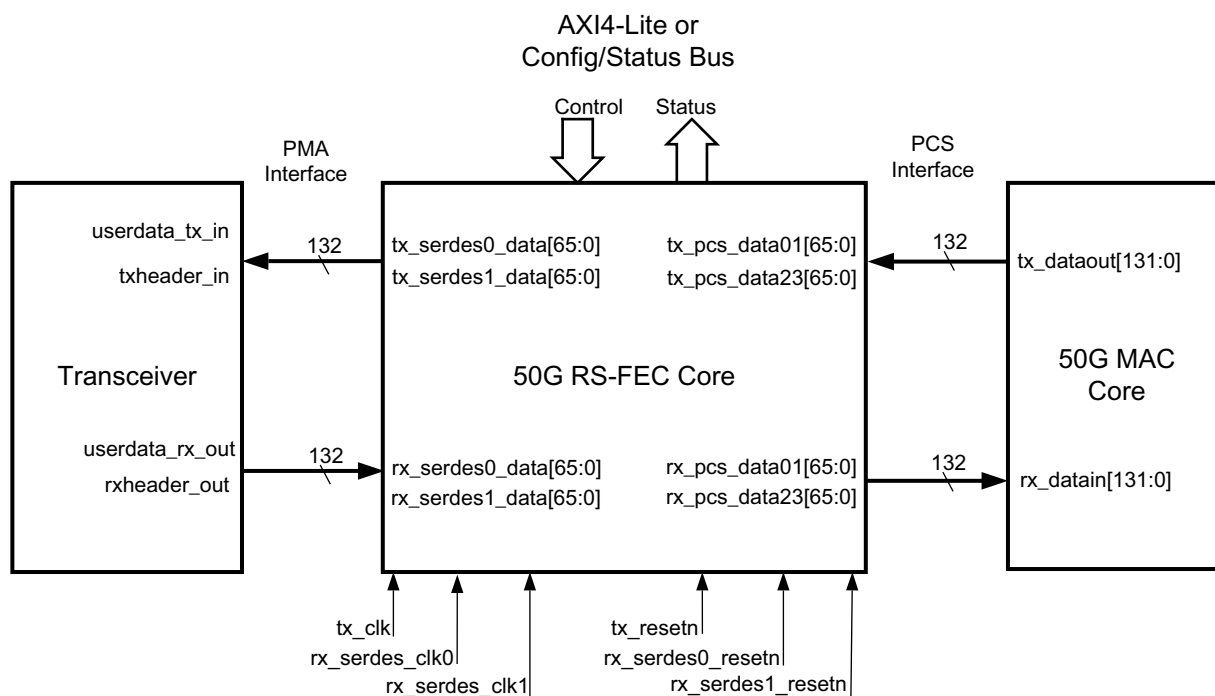 AXI4-Lite or
Config/Status Bus
Control
Status
PMA
Interface
PCS
Interface
userdata_tx_in
txheader_in
132
tx_serdes0_data[65:0]
tx_serdes1_data[65:0]
tx_pcs_data01[65:0]
tx_pcs_data23[65:0]
132
tx_dataout[131:0]
Transceiver
50G RS-FEC Core
50G MAC
Core
userdata_rx_out
rxheader_out
132
rx_serdes0_data[65:0]
rx_serdes1_data[65:0]
rx_pcs_data01[65:0]
rx_pcs_data23[65:0]
132
rx_datain[131:0]
tx_clk
rx_serdes_clk0
rx_serdes_clk1
tx_resetn
rx_serdes0_resetn
rx_serdes1_resetn